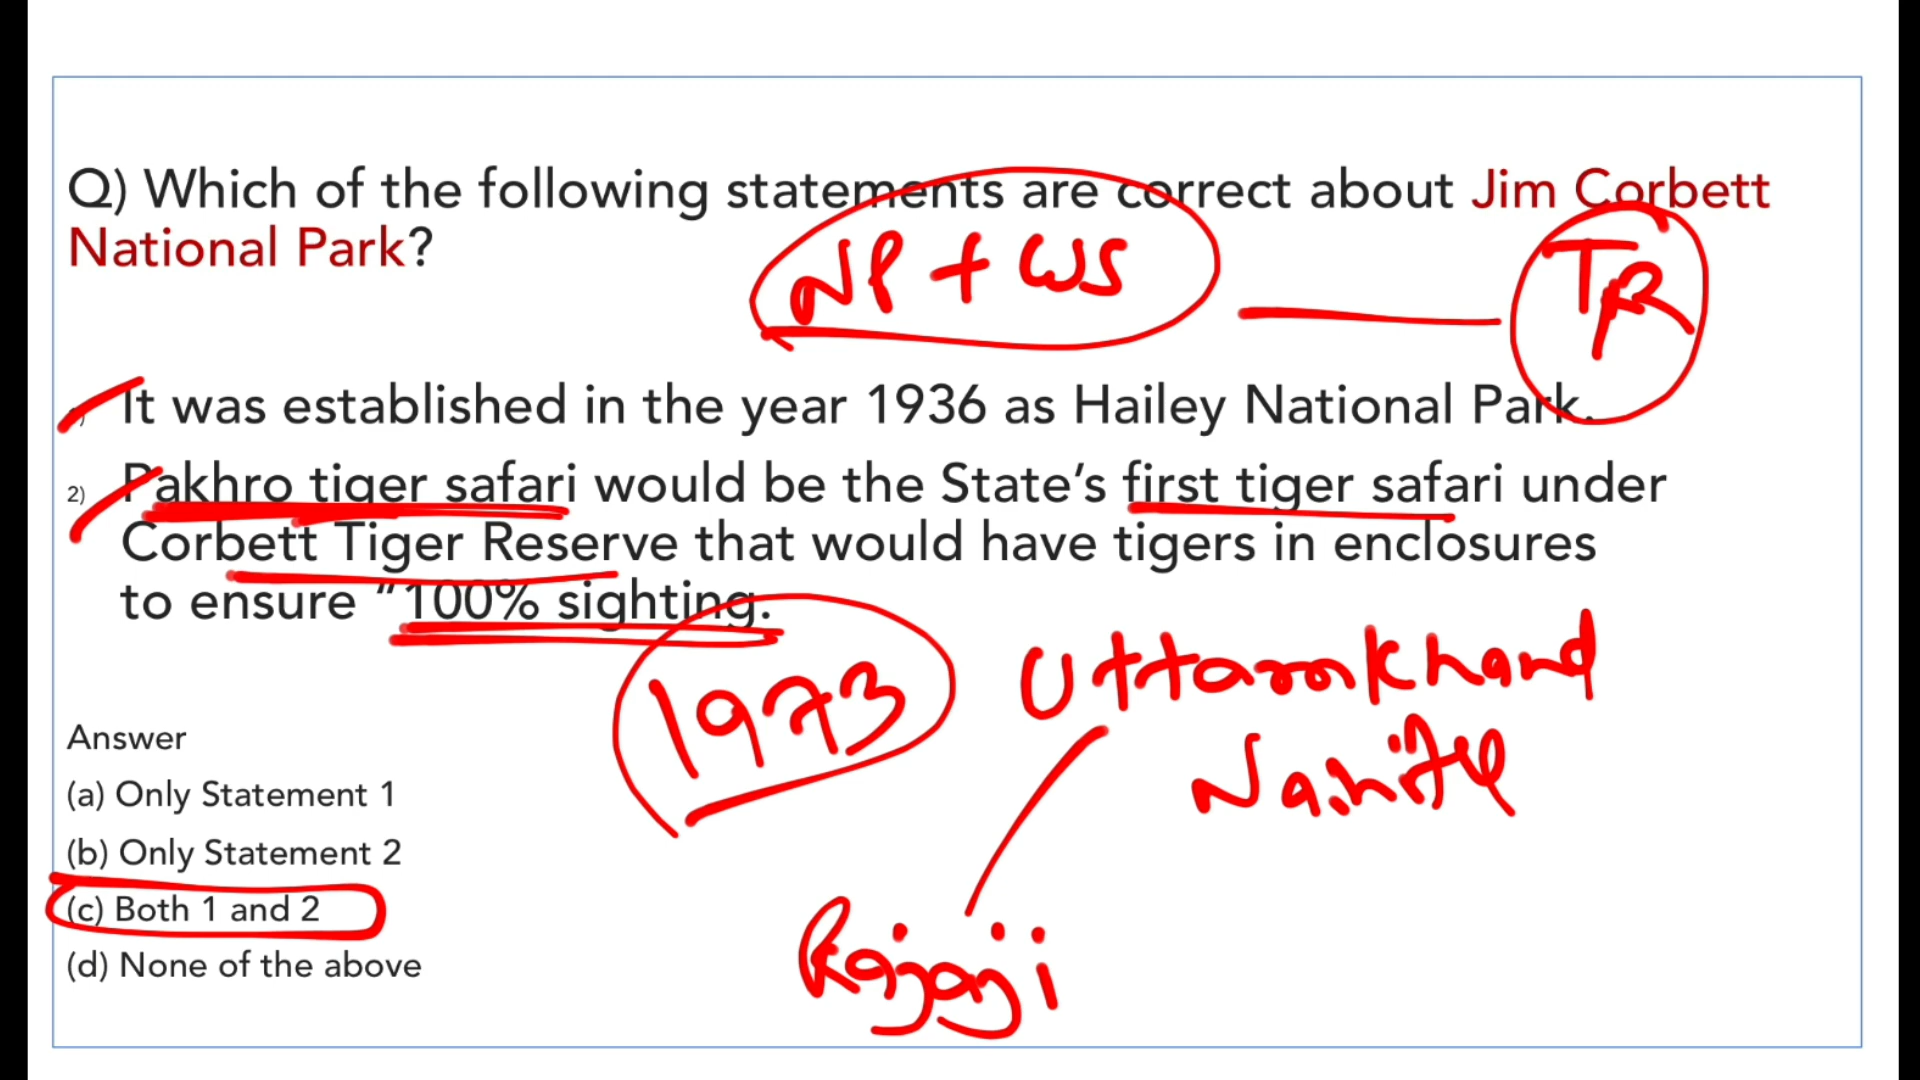 Q) Which of the following statements are correct about Jim Corbett
National Park?
NP + WS
TR
It was established in the year 1936 as Hailey National Park.
2) Pakhro tiger safari would be the State's first tiger safari under
Corbett Tiger Reserve that would have tigers in enclosures
to ensure “100% sighting.
1973
Uttarakhand
Answer
(a) Only Statement 1
(b) Only Statement 2
(c) Both 1 and 2
(d) None of the above
Rajaji